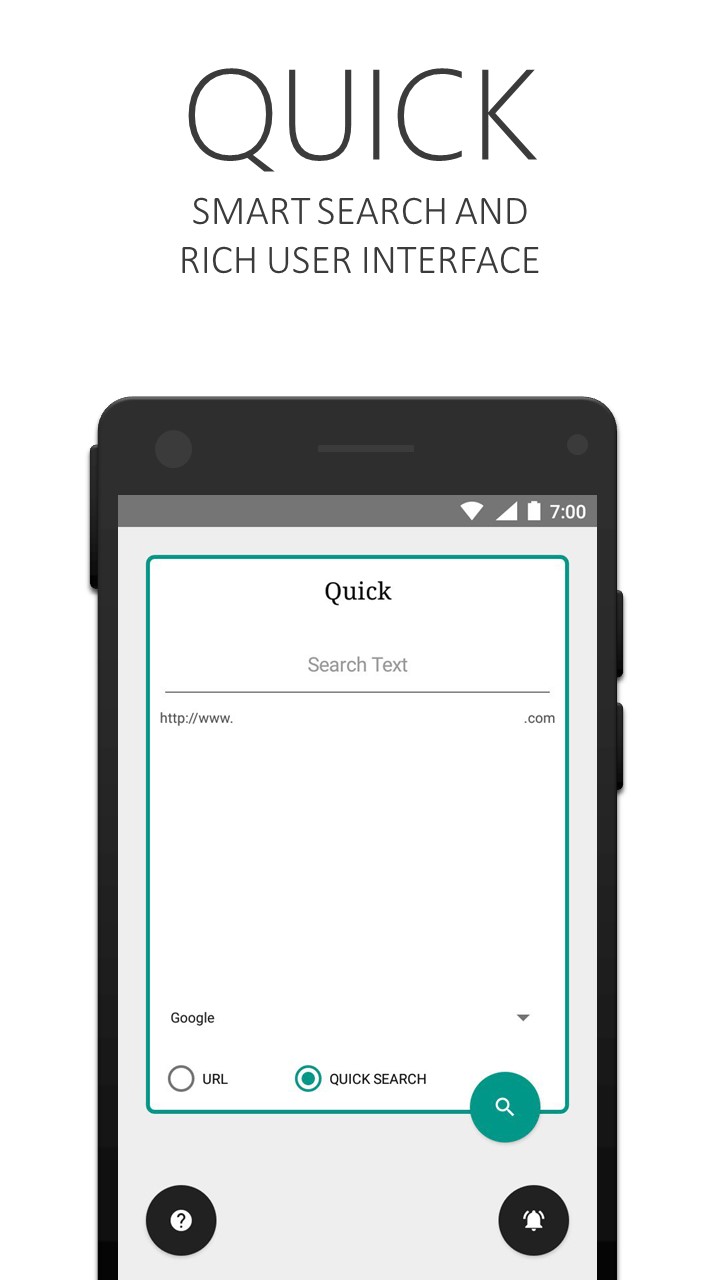 QUICK
SMART SEARCH AND
RICH USER INTERFACE
7:00
Quick
Search Text
http://www. .com
Google
URL QUICK SEARCH